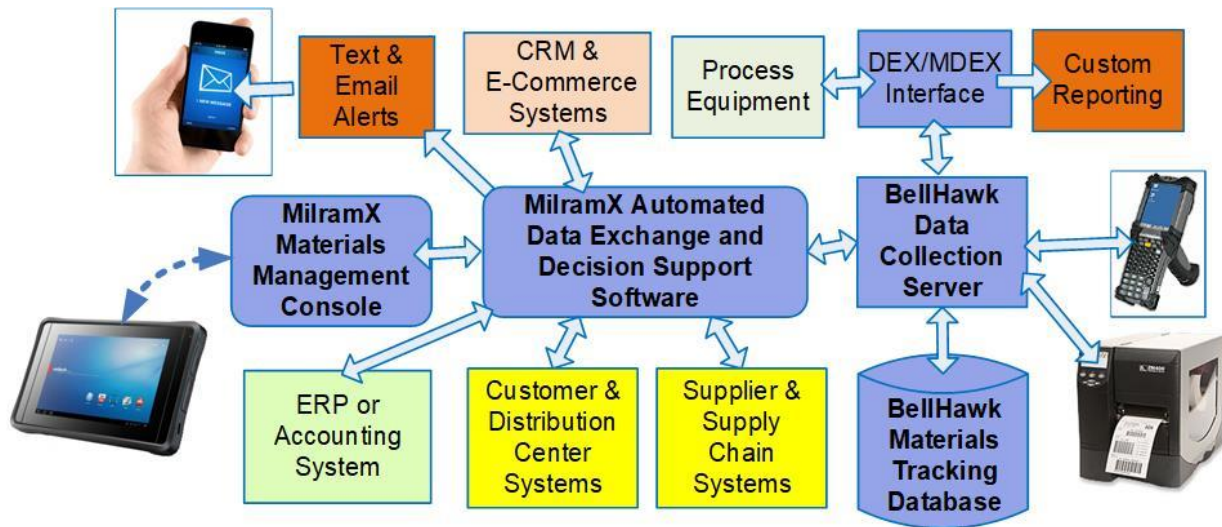 Text &
Email
Alerts
CRM &
E-Commerce
Systems
Process
Equipment
DEX/MDEX
Interface
Custom
Reporting
MilramX
Materials
Management
Console
MilramX Automated
Data Exchange and
Decision Support
Software
BellHawk
Data
Collection
Server
ERP or
Accounting
System
Customer &
Distribution
Center
Systems
Supplier &
Supply
Chain
Systems
BellHawk
Materials
Tracking
Database